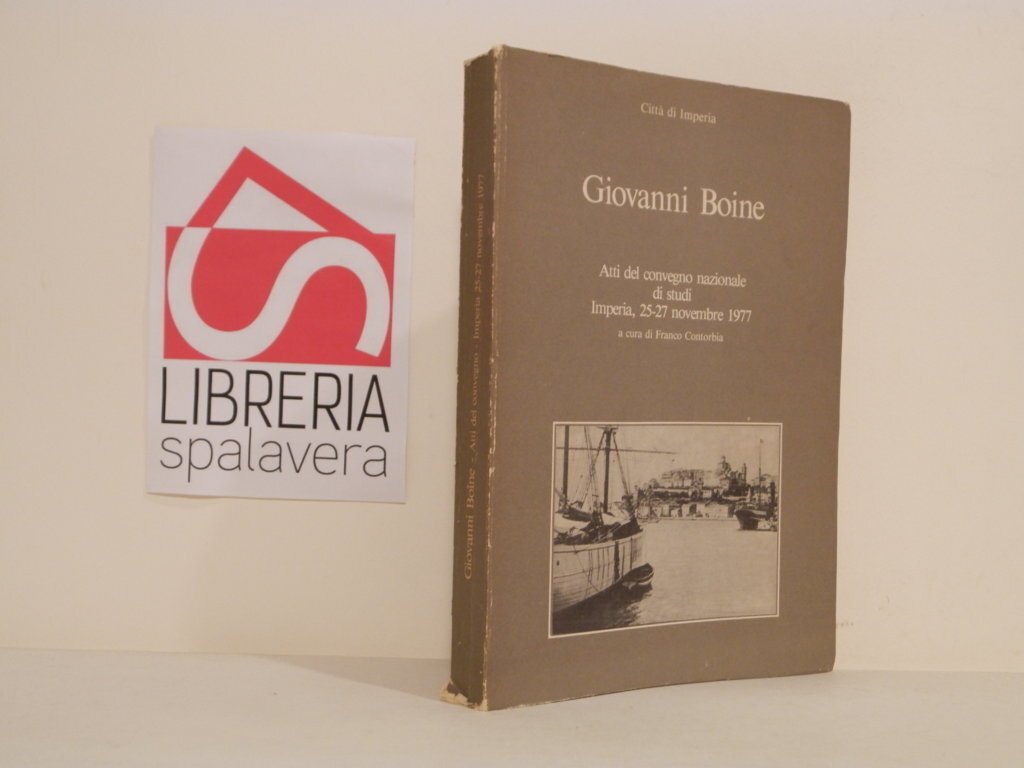 LIBRERIA
spalavera
Giovanni Boine - Atti del convegno - Imperia 25-27 novembre 1977
Città di Imperia
Giovanni Boine
Atti del convegno nazionale
di studi
Imperia, 25-27 novembre 1977
a cura di Franco Contorbia